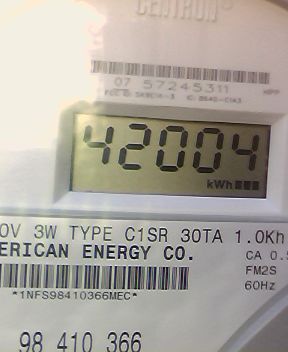 CENTRON®
07 57245311
42004
kWh
0V 3W TYPE C1SR 30TA 1.0Kh
ERICAN ENERGY CO.
CA 0.5
FM2S
60Hz
*1NFS98410366MEC*
98 410 366